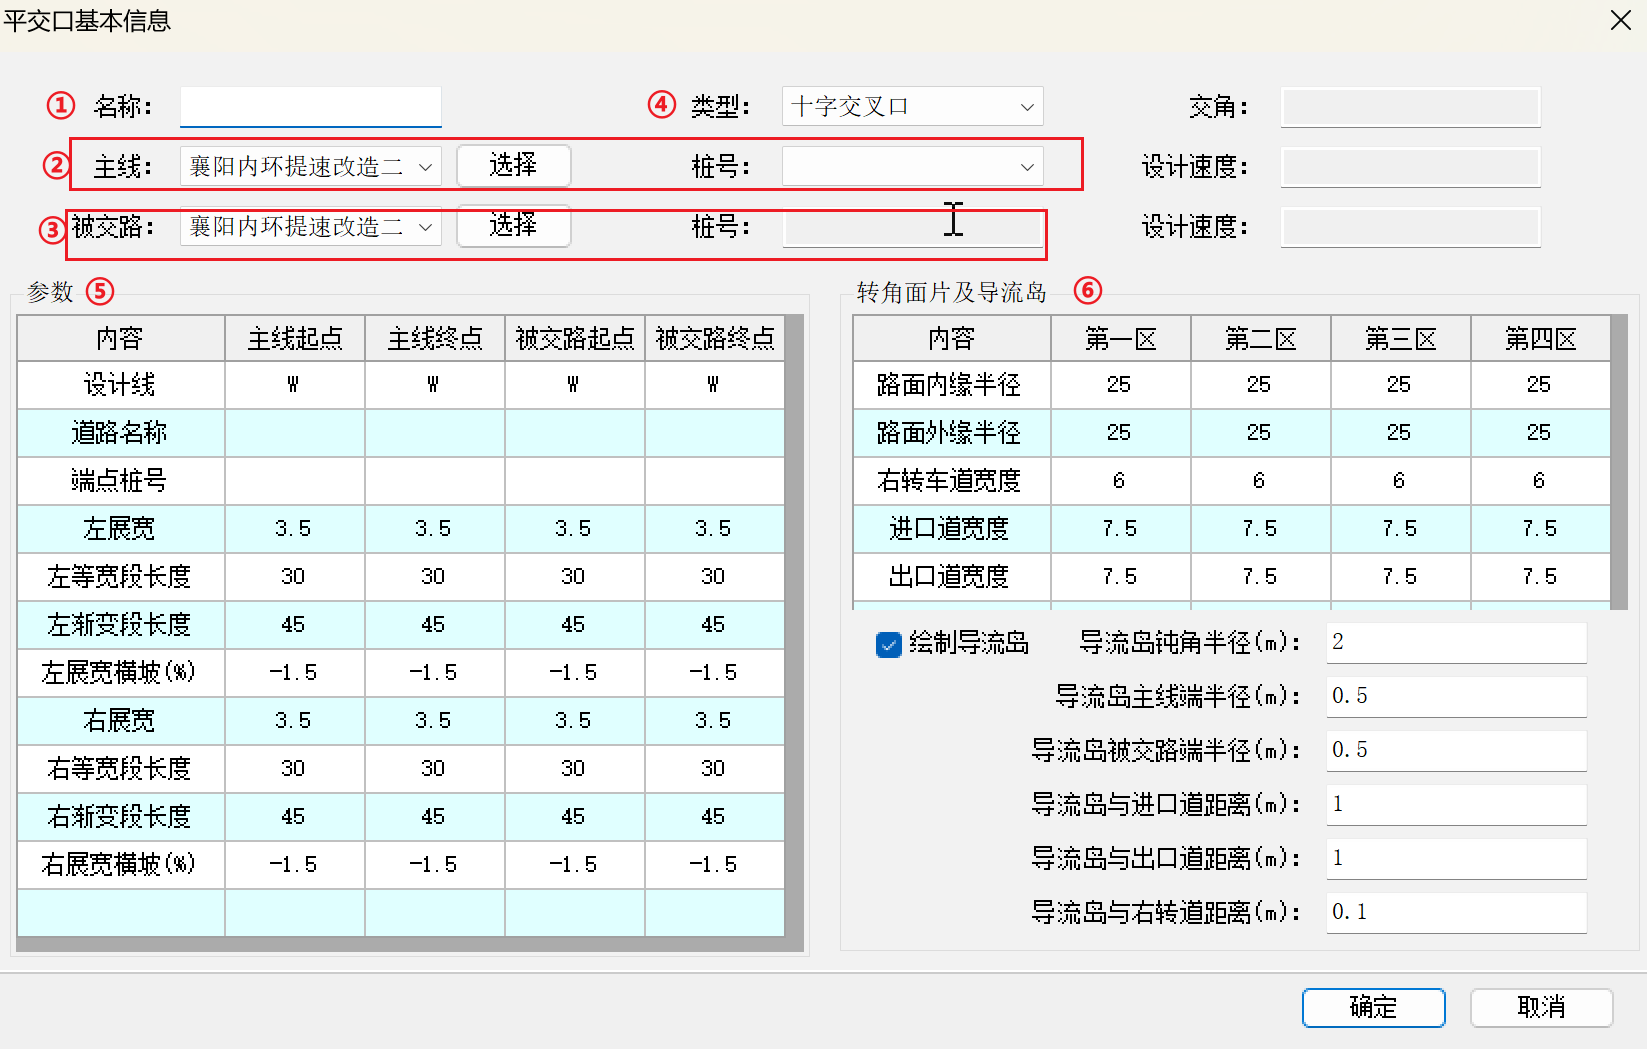 平交口基本信息
① 名称： ④ 类型： 十字交叉口 交角：
② 主线： 襄阳内环提速改造二 选择 桩号： 设计速度：
③ 被交路： 襄阳内环提速改造二 选择 桩号： 设计速度：
参数 ⑤
内容 主线起点 主线终点 被交路起点 被交路终点
设计线 W W W W
道路名称
端点桩号
左展宽 3.5 3.5 3.5 3.5
左等宽段长度 30 30 30 30
左渐变段长度 45 45 45 45
左展宽横坡(%) -1.5 -1.5 -1.5 -1.5
右展宽 3.5 3.5 3.5 3.5
右等宽段长度 30 30 30 30
右渐变段长度 45 45 45 45
右展宽横坡(%) -1.5 -1.5 -1.5 -1.5
转角面片及导流岛 ⑥
内容 第一区 第二区 第三区 第四区
路面内缘半径 25 25 25 25
路面外缘半径 25 25 25 25
右转车道宽度 6 6 6 6
进口道宽度 7.5 7.5 7.5 7.5
出口道宽度 7.5 7.5 7.5 7.5
绘制导流岛 导流岛钝角半径(m)： 2
导流岛主线端半径(m)： 0.5
导流岛被交路端半径(m)： 0.5
导流岛与进口道距离(m)： 1
导流岛与出口道距离(m)： 1
导流岛与右转道距离(m)： 0.1
确定 取消